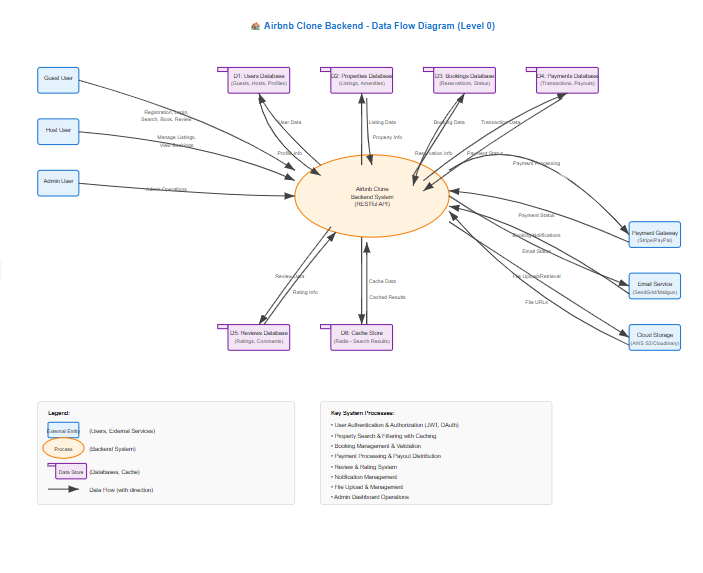 Airbnb Clone Backend - Data Flow Diagram (Level 0)
Guest User
Host User
Admin User
D1: Users Database
(Guests, Hosts, Profiles)
D2: Properties Database
(Listings, Amenities)
D3: Bookings Database
(Reservations, Status)
D4: Payments Database
(Transactions, Payouts)
Registration, Login,
Search, Book, Review
Manage Listings,
View Bookings
Admin Operations
User Data
Profile Info
Listing Data
Property Info
Booking Data
Reservation Info
Transaction Data
Payment Status
Payment Processing
Airbnb Clone
Backend System
(RESTful API)
Payment Status
Booking Notifications
Email Status
File Upload/Retrieval
File URLs
Payment Gateway
(Stripe/PayPal)
Email Service
(SendGrid/Mailgun)
Cloud Storage
(AWS S3/Cloudinary)
Review Data
Rating Info
Cache Data
Cached Results
D5: Reviews Database
(Ratings, Comments)
D6: Cache Store
(Redis - Search Results)
Legend:
External Entity
(Users, External Services)
Process
(Backend System)
Data Store
(Databases, Cache)
Data Flow (with direction)
Key System Processes:
• User Authentication & Authorization (JWT, OAuth)
• Property Search & Filtering with Caching
• Booking Management & Validation
• Payment Processing & Payout Distribution
• Review & Rating System
• Notification Management
• File Upload & Management
• Admin Dashboard Operations